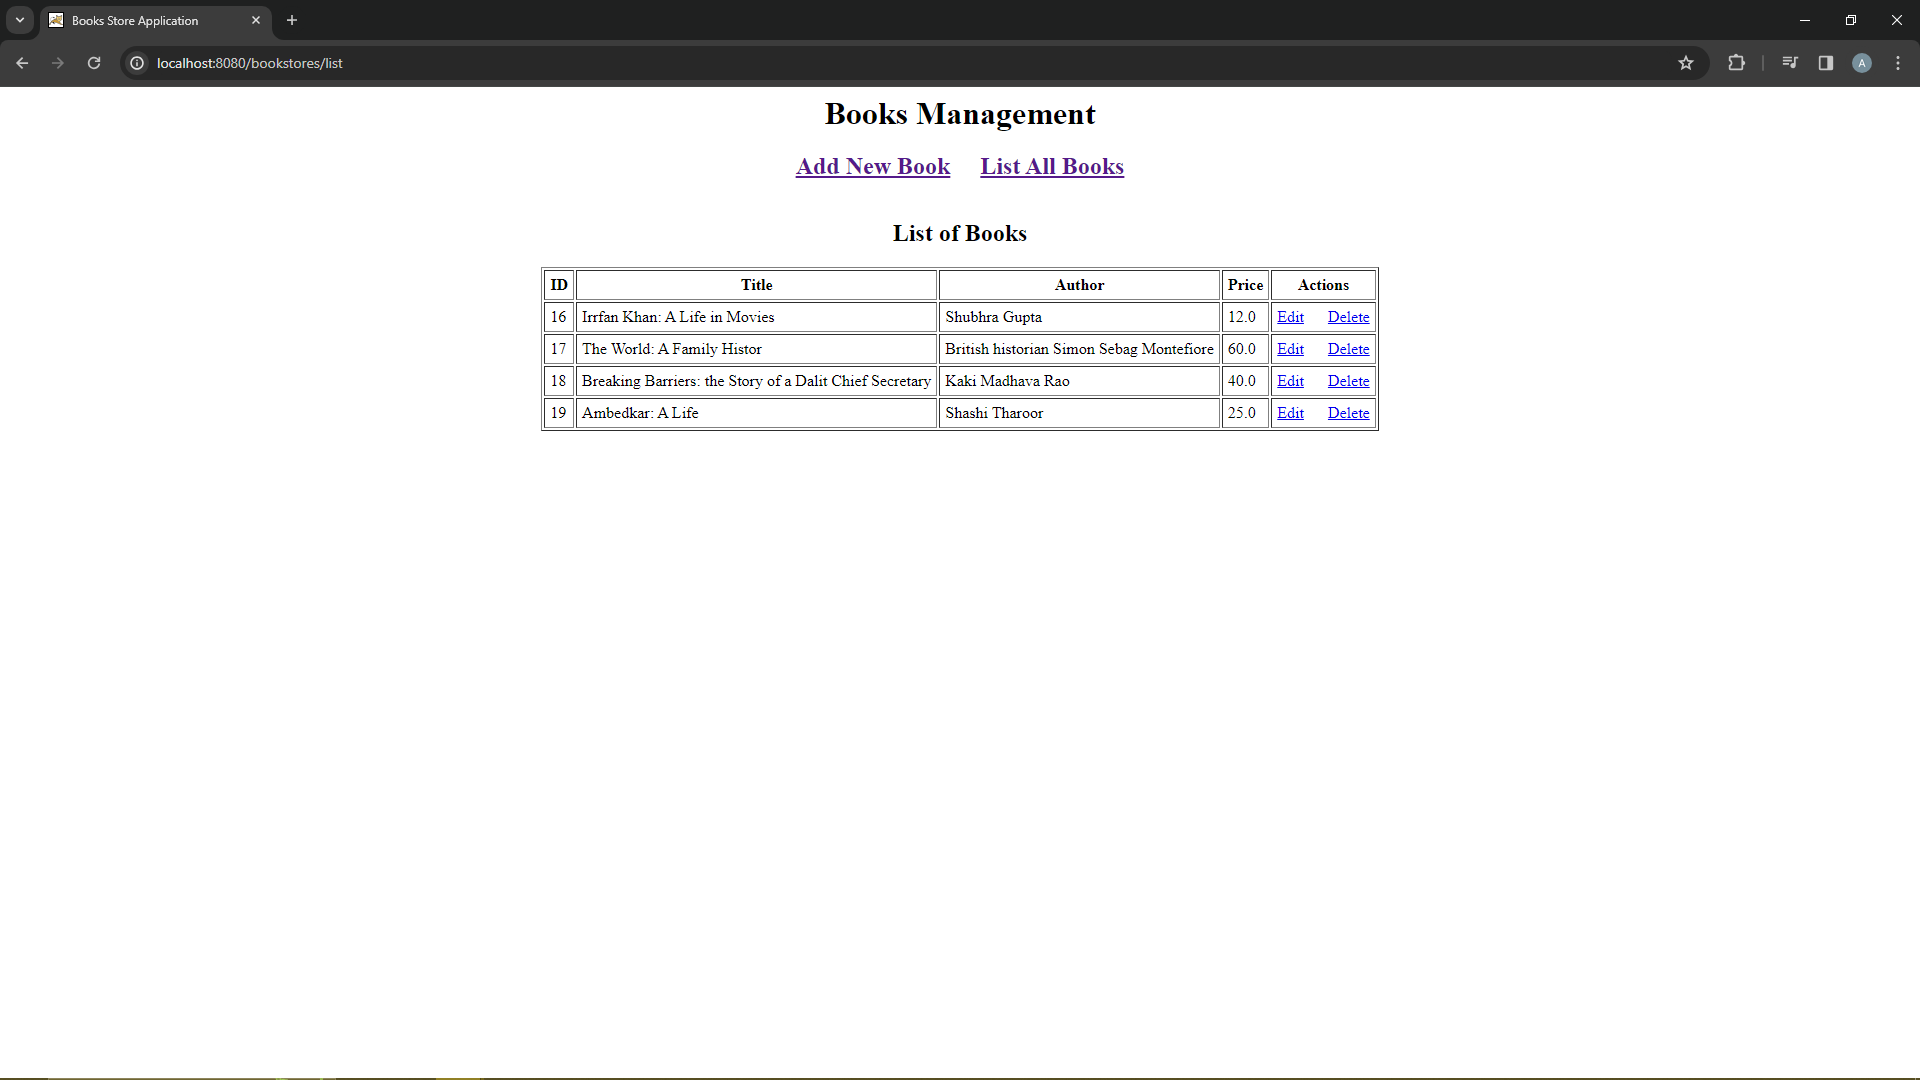 Books Store Application
localhost:8080/bookstores/list
A
Books Management
Add New Book List All Books
List of Books
ID Title Author Price Actions
16 Irrfan Khan: A Life in Movies Shubhra Gupta 12.0 Edit Delete
17 The World: A Family Histor British historian Simon Sebag Montefiore 60.0 Edit Delete
18 Breaking Barriers: the Story of a Dalit Chief Secretary Kaki Madhava Rao 40.0 Edit Delete
19 Ambedkar: A Life Shashi Tharoor 25.0 Edit Delete